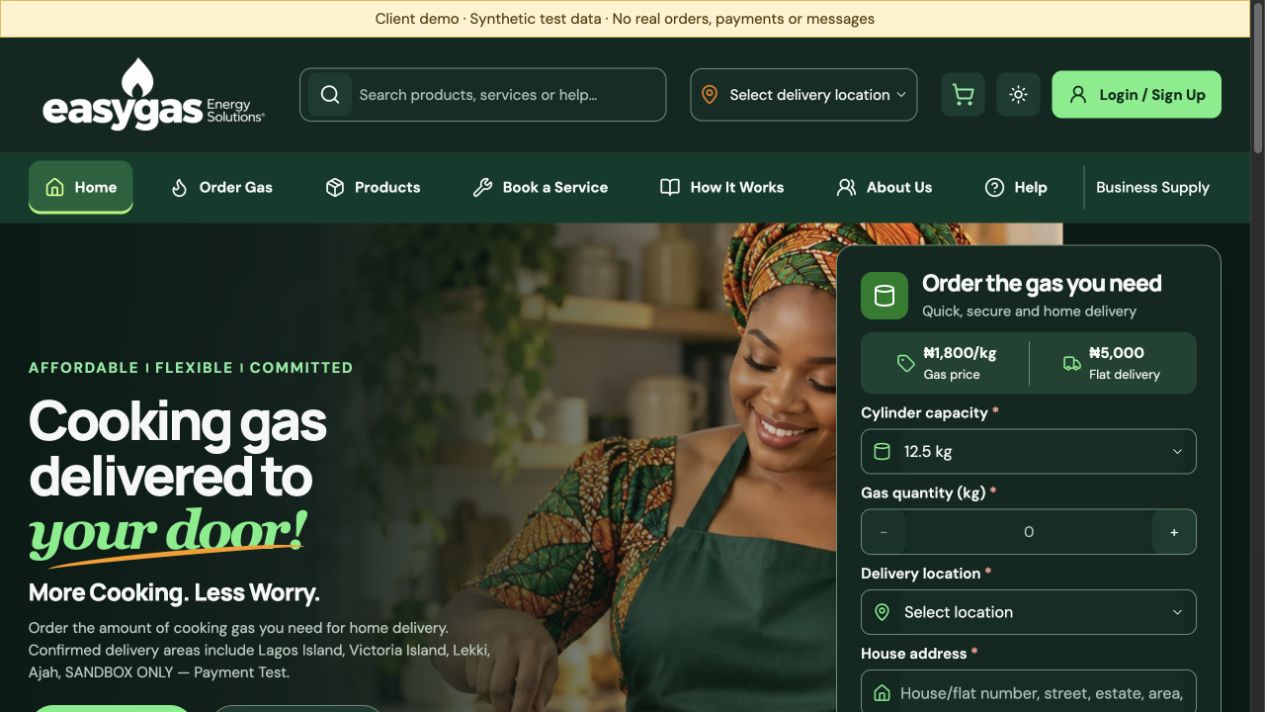 Client demo · Synthetic test data · No real orders, payments or messages
easygas Energy Solutions®
Search products, services or help...
Select delivery location
Login / Sign Up
Home
Order Gas
Products
Book a Service
How It Works
About Us
Help
Business Supply
AFFORDABLE I FLEXIBLE I COMMITTED
Cooking gas
delivered to
your door!
More Cooking. Less Worry.
Order the amount of cooking gas you need for home delivery.
Confirmed delivery areas include Lagos Island, Victoria Island, Lekki,
Ajah, SANDBOX ONLY — Payment Test.
Order the gas you need
Quick, secure and home delivery
₦1,800/kg
Gas price
₦5,000
Flat delivery
Cylinder capacity *
12.5 kg
Gas quantity (kg) *
− 0 +
Delivery location *
Select location
House address *
House/flat number, street, estate, area,